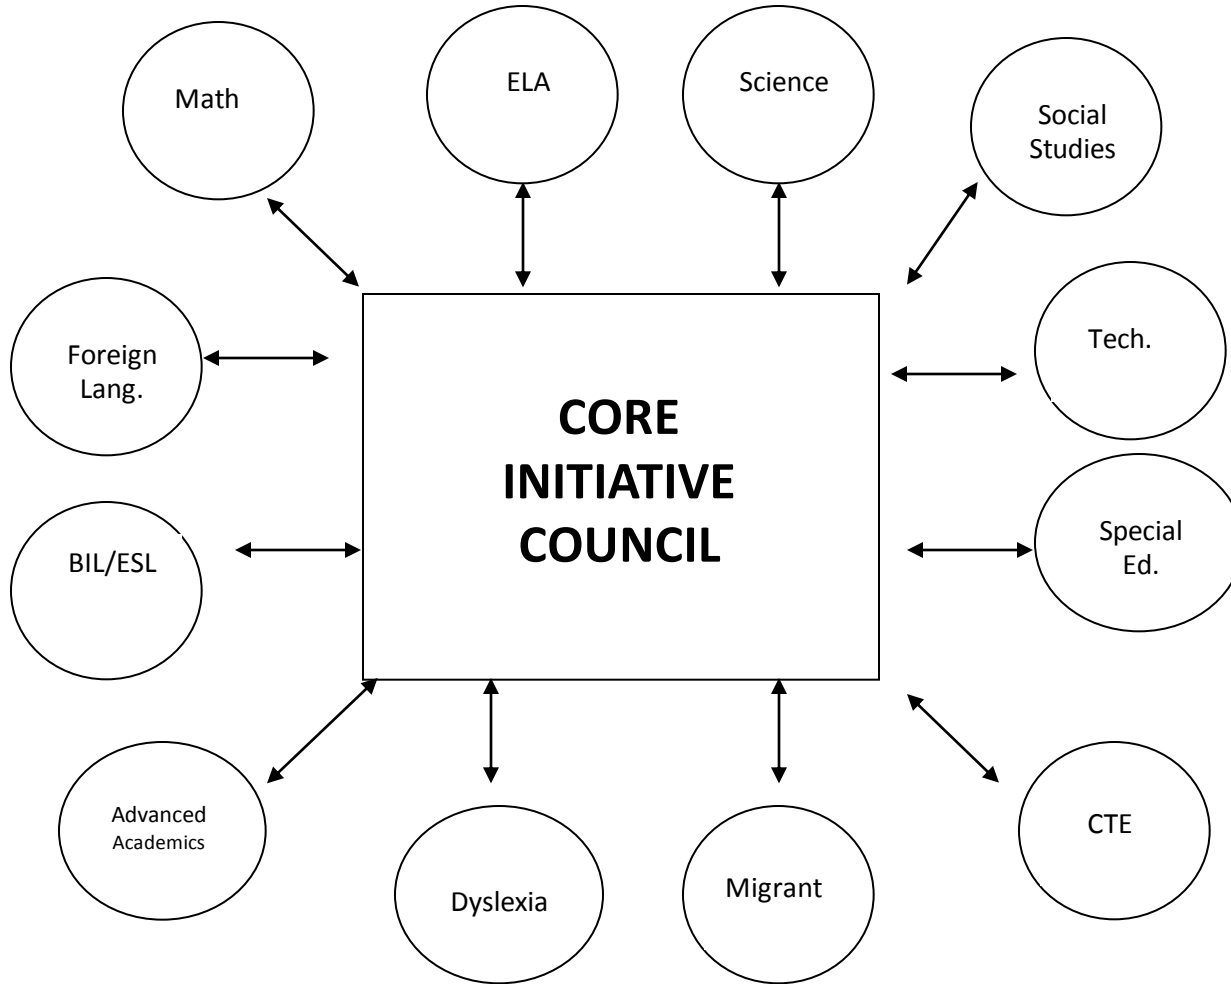 Math
ELA
Science
Social
Studies
Foreign
Lang.
Tech.
CORE
INITIATIVE
COUNCIL
BIL/ESL
Special
Ed.
Advanced
Academics
Dyslexia
Migrant
CTE